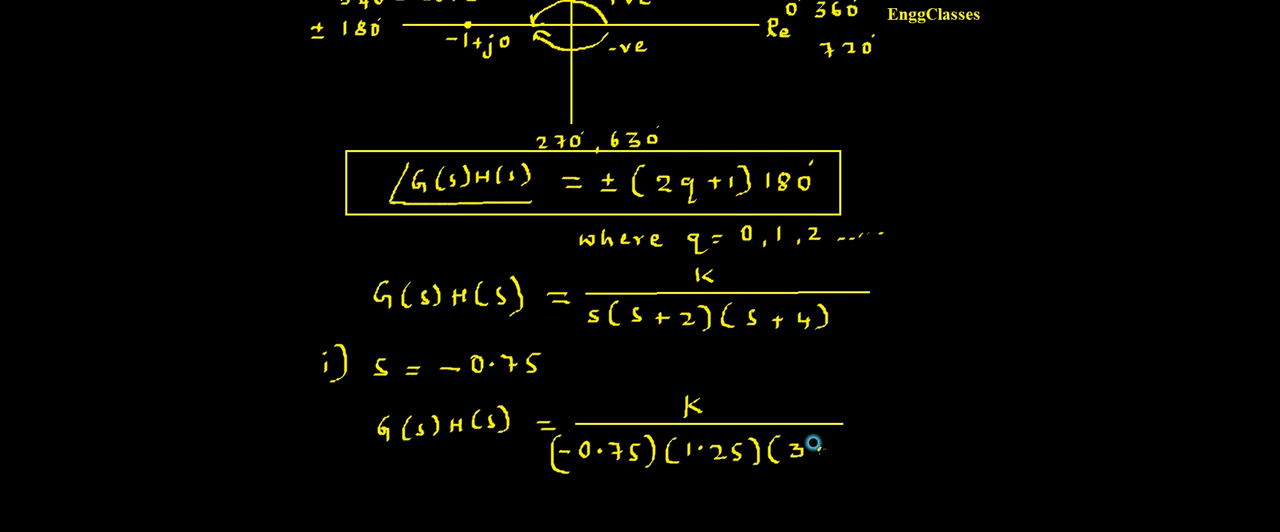 +ve
0° 360° EnggClasses
± 180° -1+j0 Re
-ve 720°
270°, 630°
∠G(s)H(s) = ± (2q+1) 180°
where q = 0, 1, 2 .....
G(s)H(s) = K / s(s+2)(s+4)
i) s = -0.75
G(s)H(s) = K / (-0.75)(1.25)(3